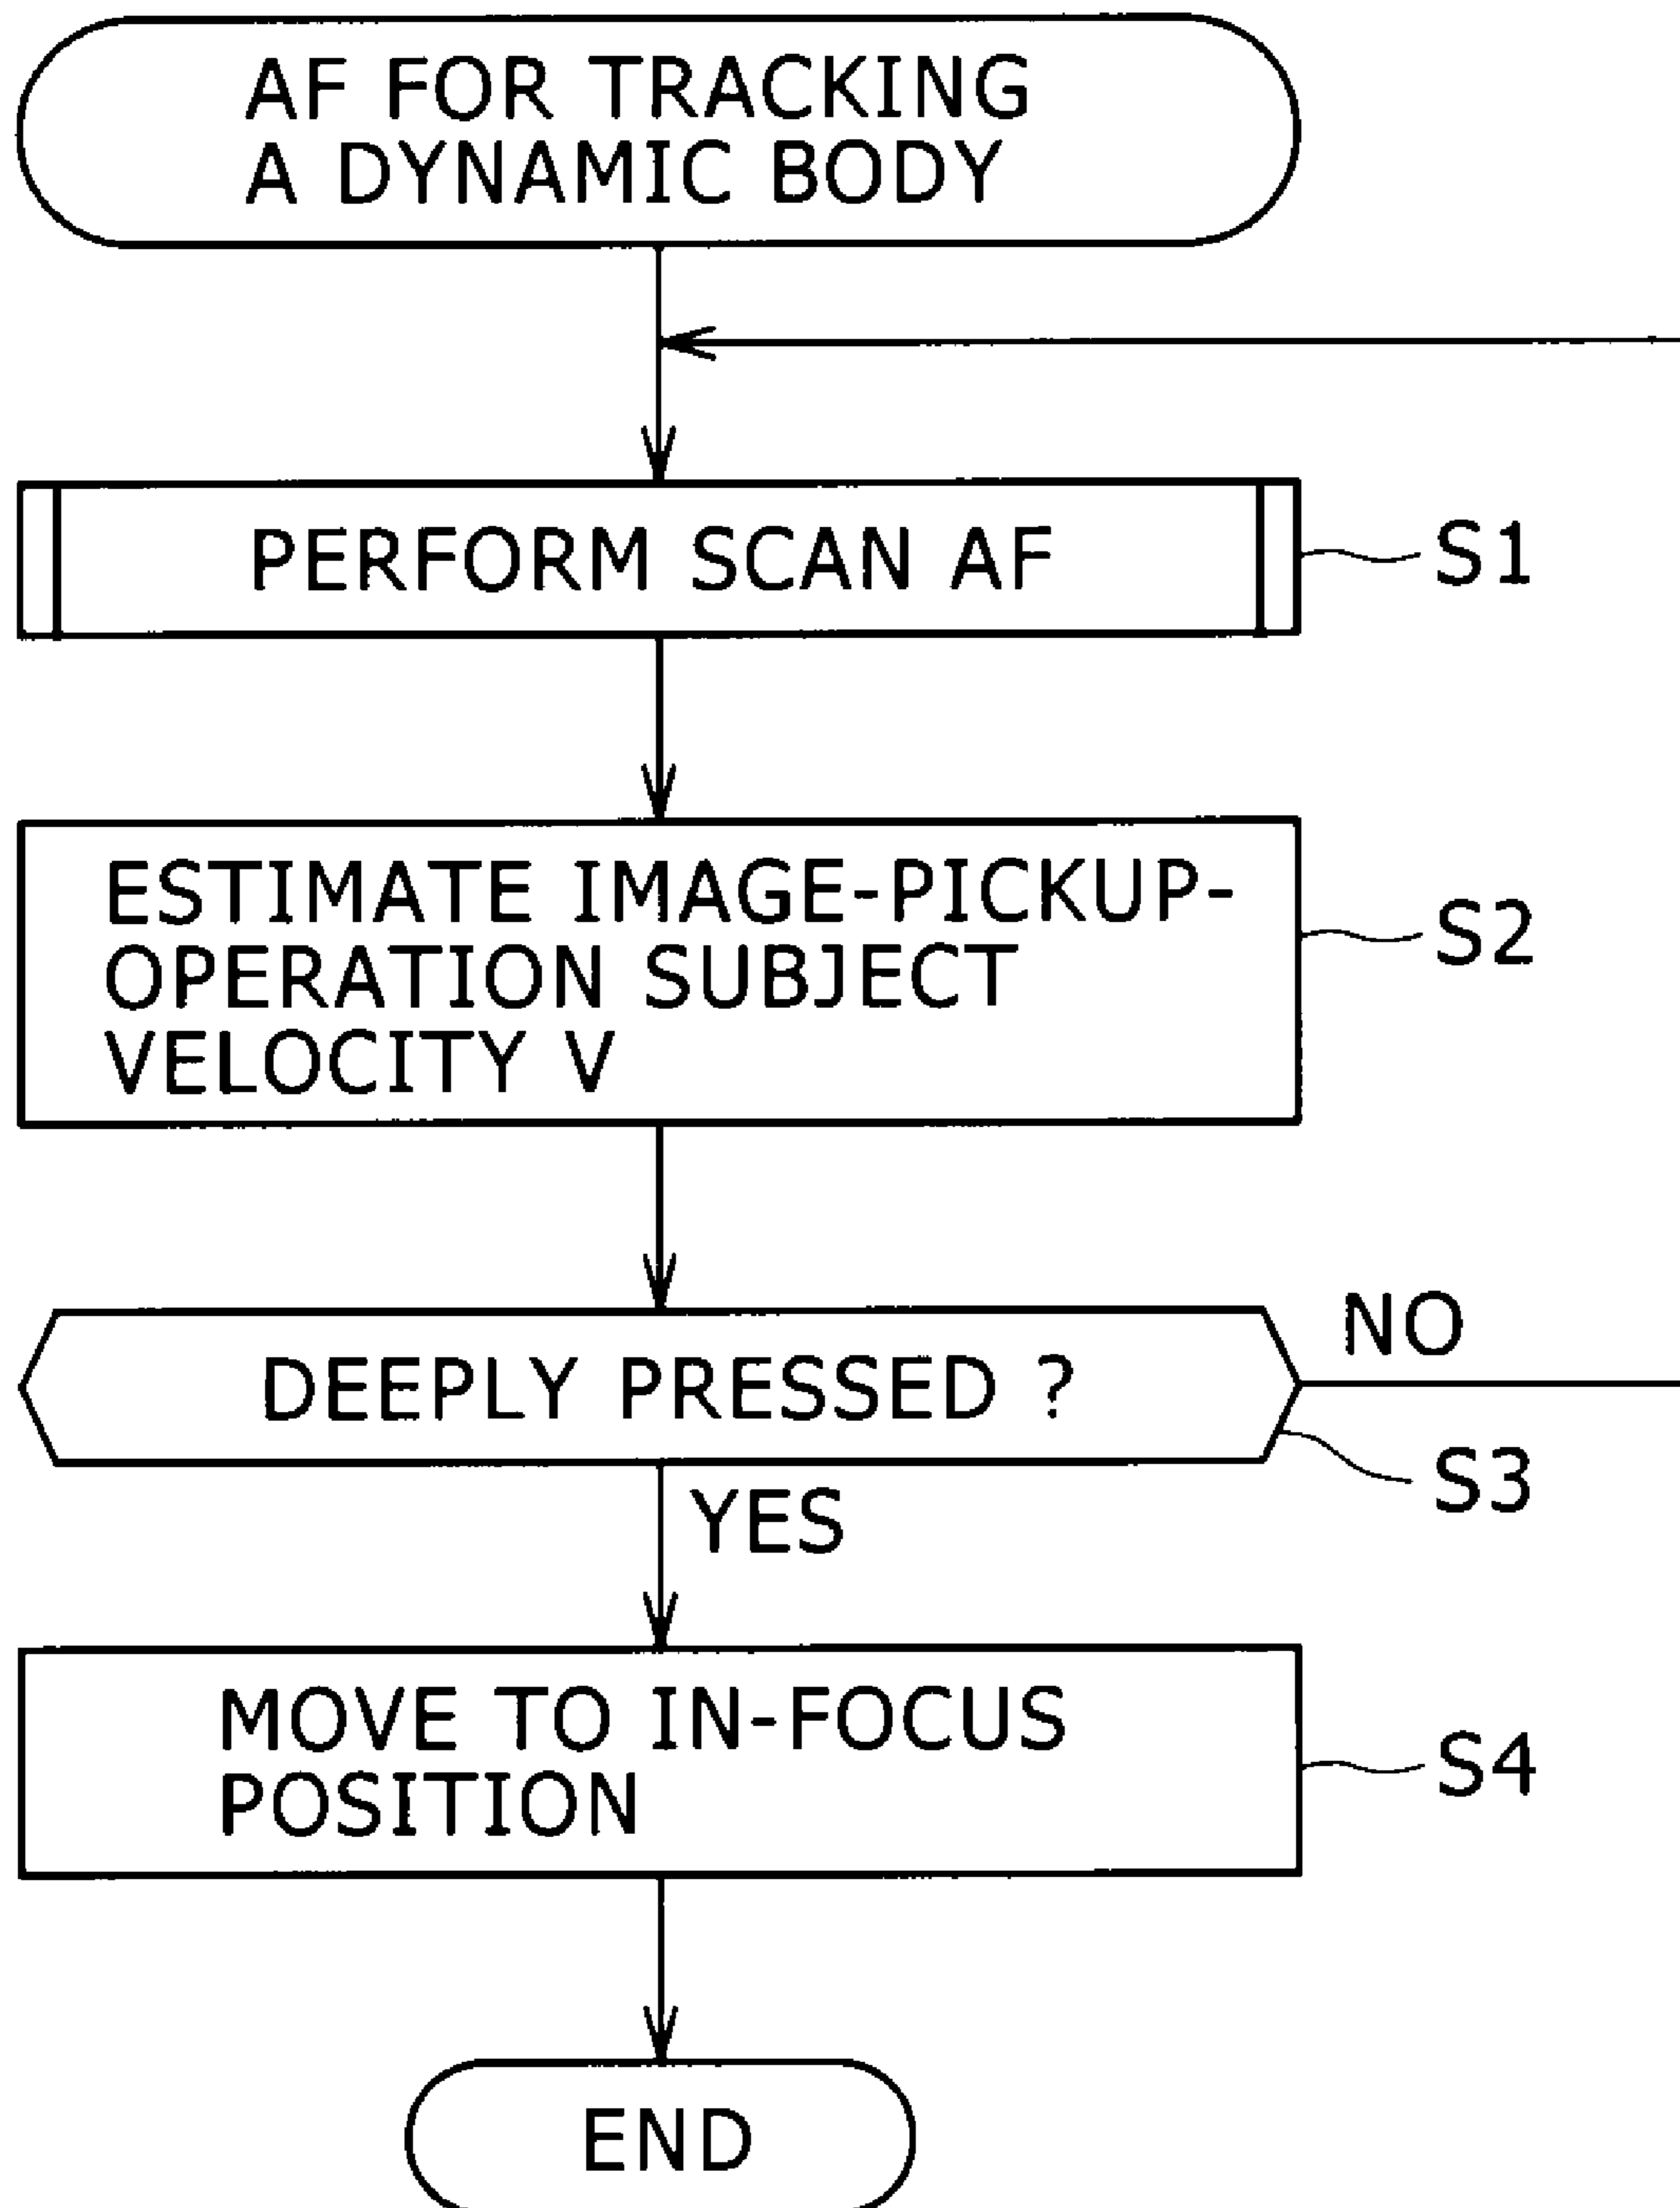 AF FOR TRACKING
A DYNAMIC BODY
PERFORM SCAN AF
S1
ESTIMATE IMAGE-PICKUP-
OPERATION SUBJECT
VELOCITY V
S2
DEEPLY PRESSED ?
NO
S3
YES
MOVE TO IN-FOCUS
POSITION
S4
END